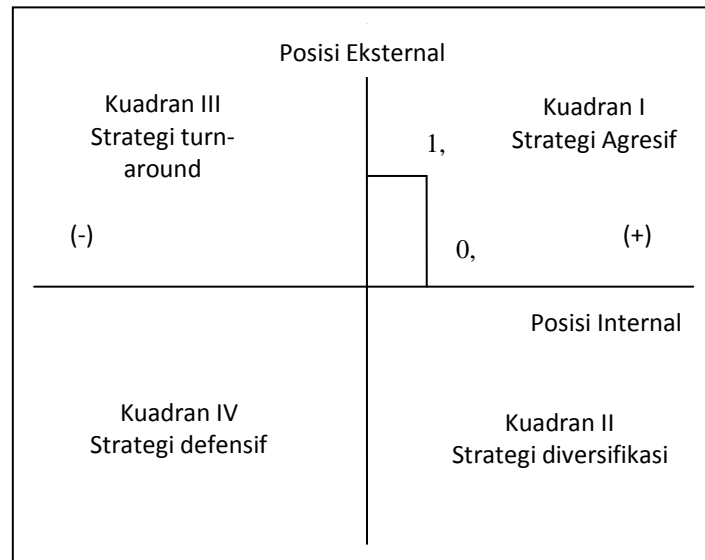 Posisi Eksternal
Kuadran III
Strategi turn-
around
Kuadran I
Strategi Agresif
1,
(-)
0,
(+)
Posisi Internal
Kuadran IV
Strategi defensif
Kuadran II
Strategi diversifikasi